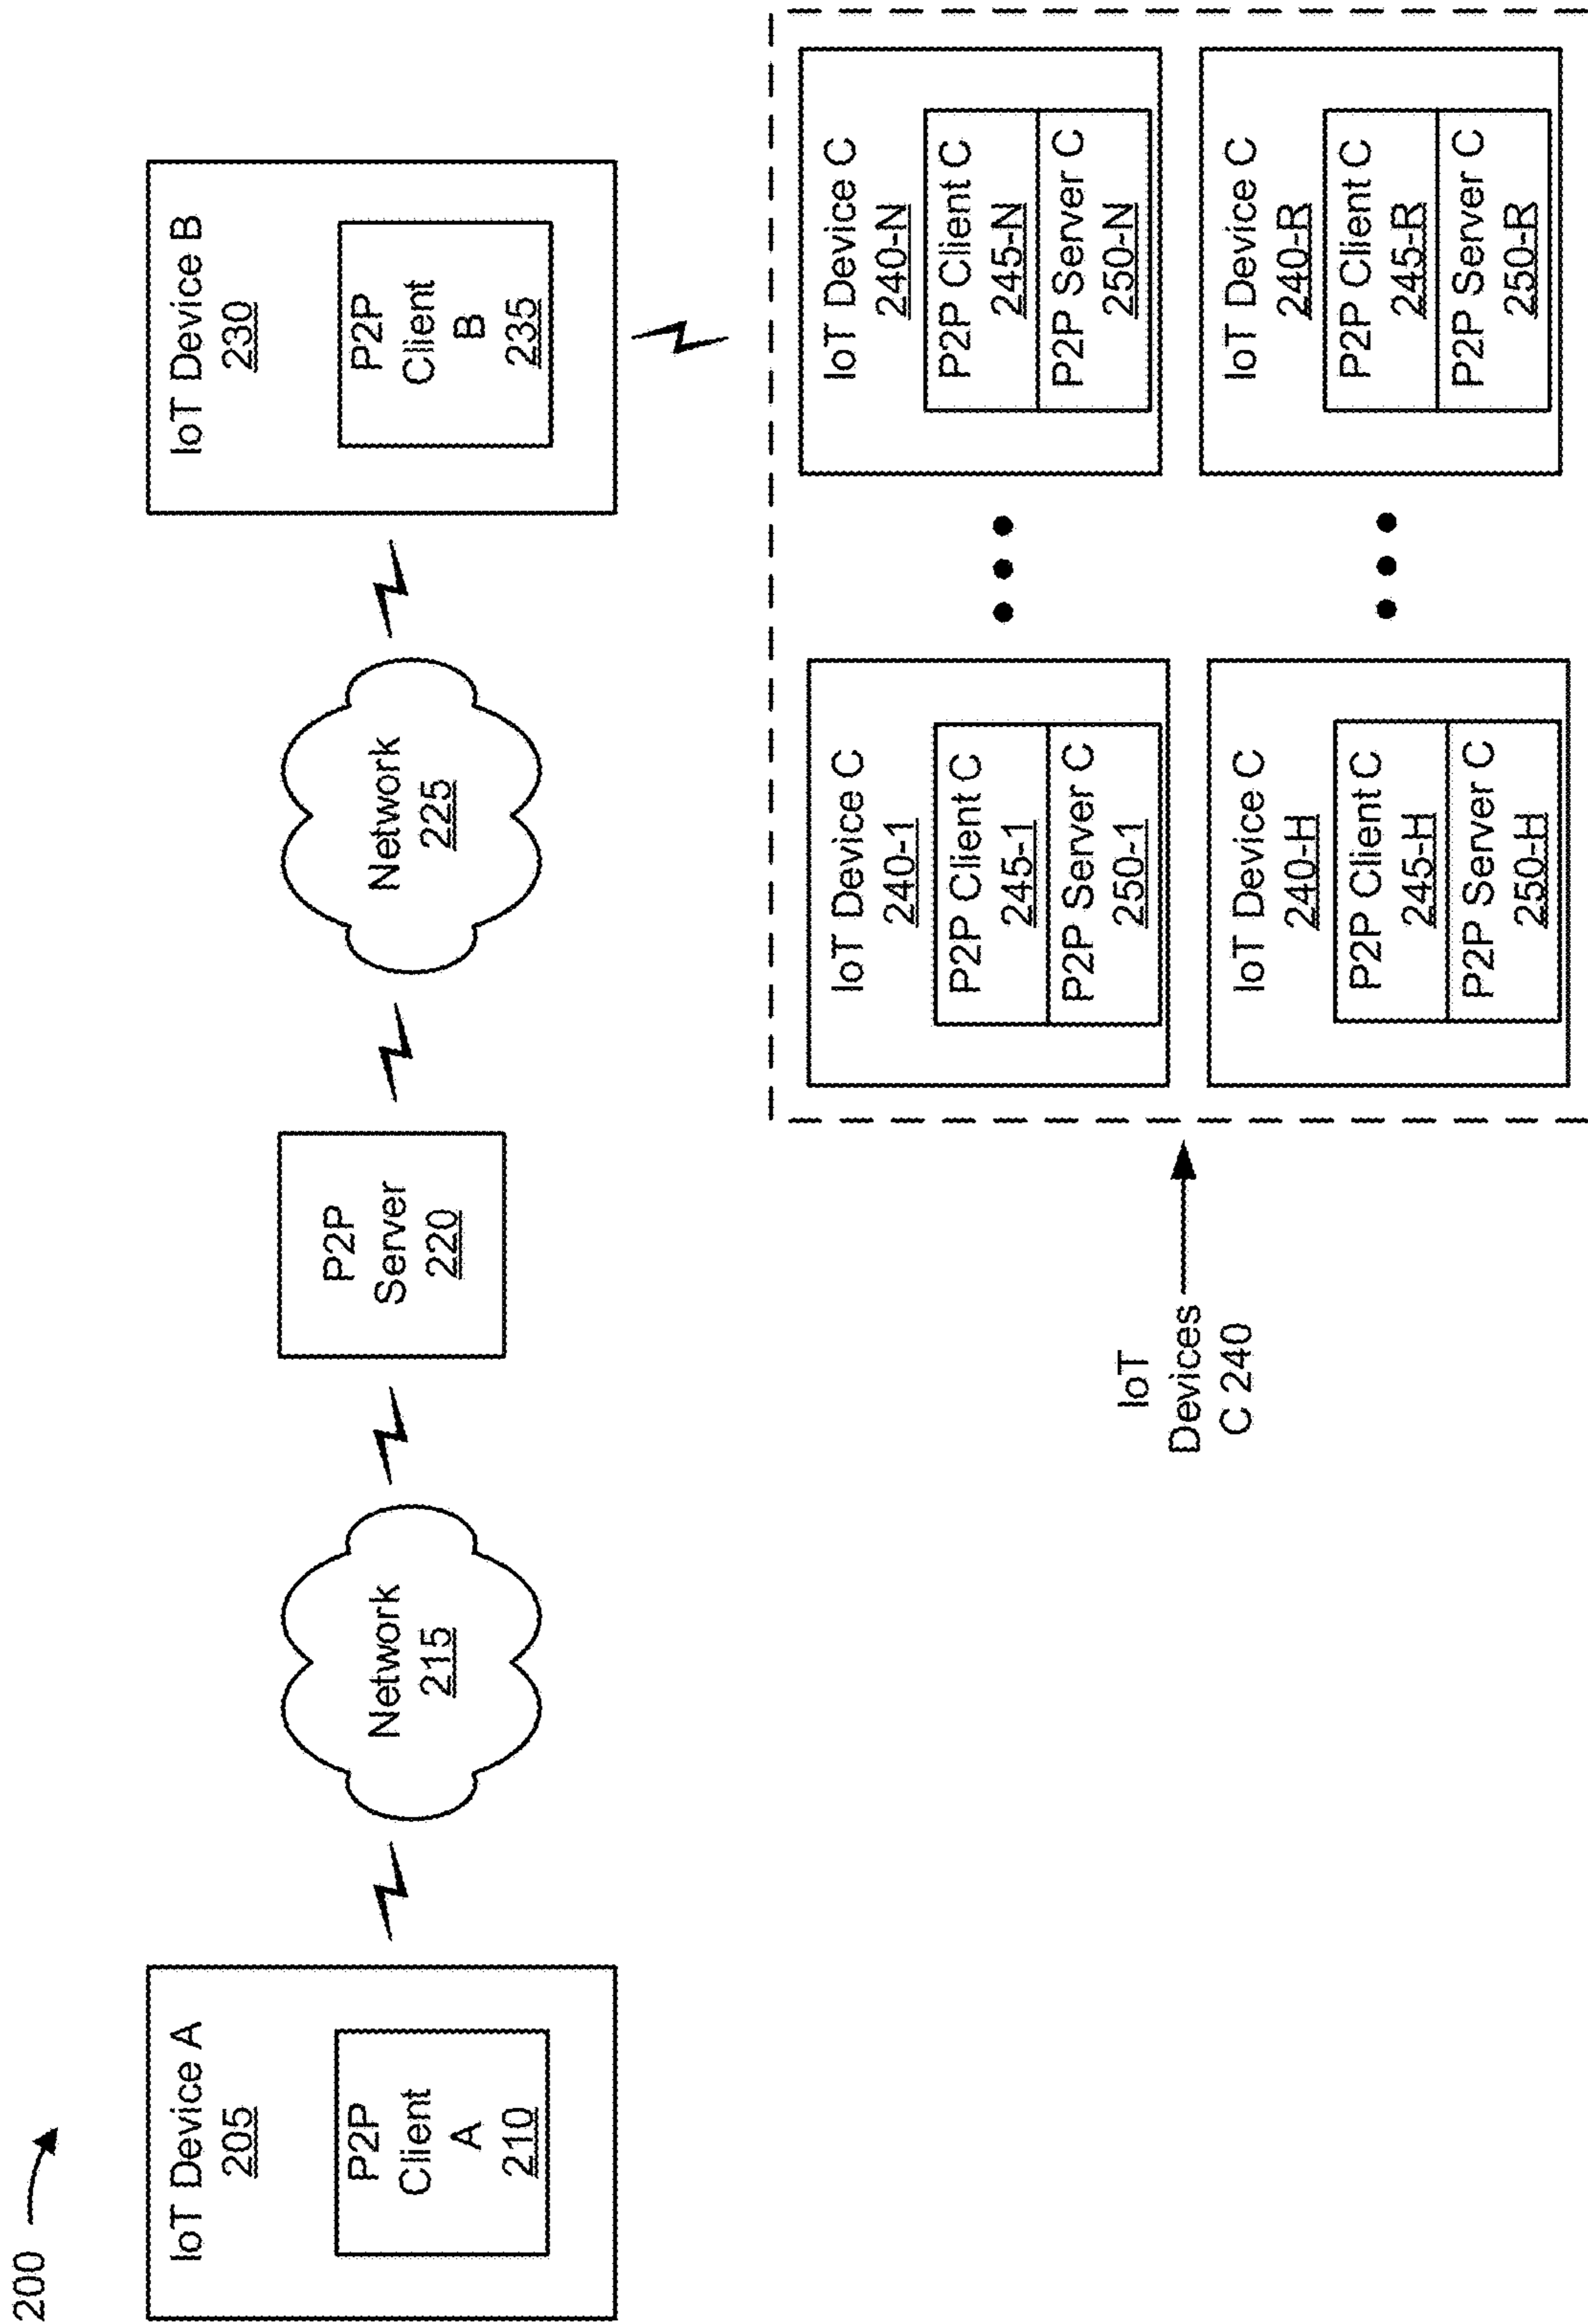 200
IoT Device A
205
P2P
Client
A
210
Network
215
P2P
Server
220
Network
225
IoT Device B
230
P2P
Client
B
235
IoT
Devices
C 240
IoT Device C
240-1
P2P Client C
245-1
P2P Server C
250-1
IoT Device C
240-N
P2P Client C
245-N
P2P Server C
250-N
IoT Device C
240-H
P2P Client C
245-H
P2P Server C
250-H
IoT Device C
240-R
P2P Client C
245-R
P2P Server C
250-R